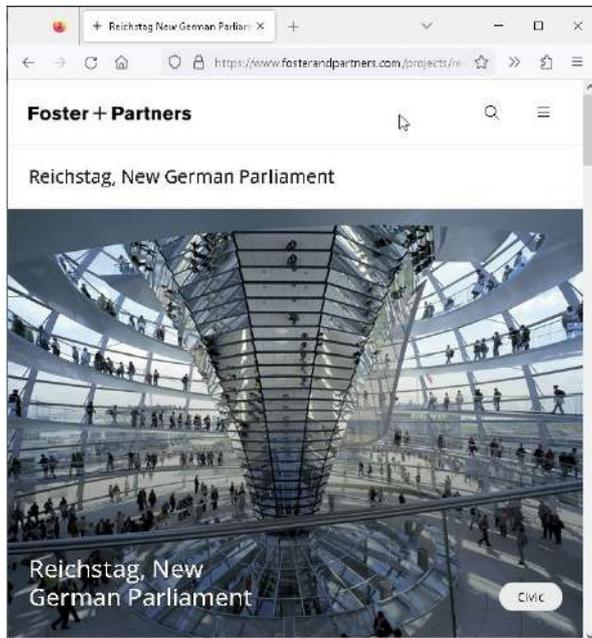 Reichstag New German Parliam
https://www.fosterandpartners.com/projects/re
Foster + Partners
Reichstag, New German Parliament
Reichstag, New
German Parliament
Civic